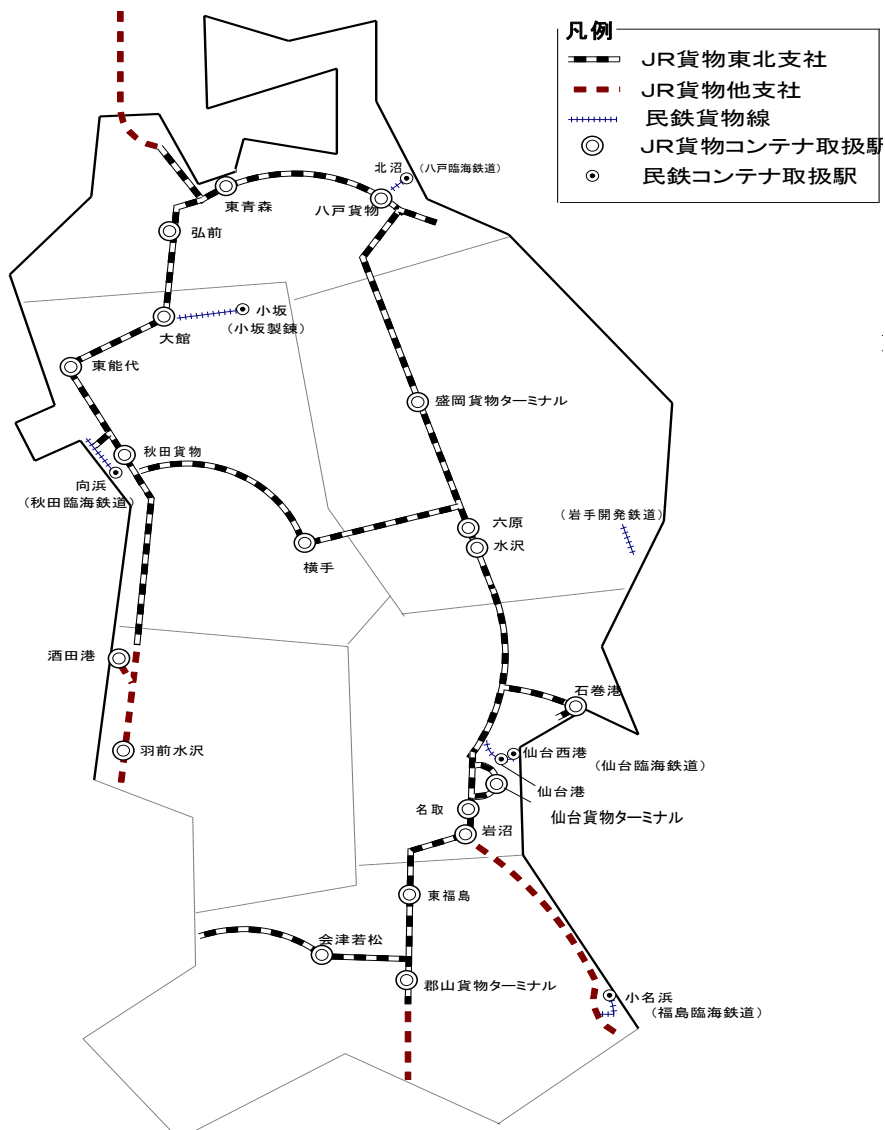 凡例
JR貨物東北支社
JR貨物他支社
民鉄貨物線
JR貨物コンテナ取扱駅
民鉄コンテナ取扱駅
北沼
(八戸臨海鉄道)
東青森
八戸貨物
弘前
小坂
(小坂製錬)
大館
東能代
盛岡貨物ターミナル
秋田貨物
向浜
(秋田臨海鉄道)
六原
(岩手開発鉄道)
水沢
横手
酒田港
石巻港
羽前水沢
仙台西港
(仙台臨海鉄道)
仙台港
名取
仙台貨物ターミナル
岩沼
東福島
会津若松
郡山貨物ターミナル
小名浜
(福島臨海鉄道)